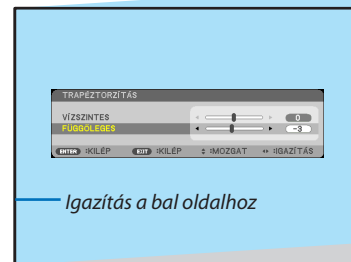 TRAPÉZTORZÍTÁS
VÍZSZINTES 0
FÜGGŐLEGES -3
ENTER :KILÉP EXIT :KILÉP :MOZGAT :IGAZÍTÁS
Igazítás a bal oldalhoz